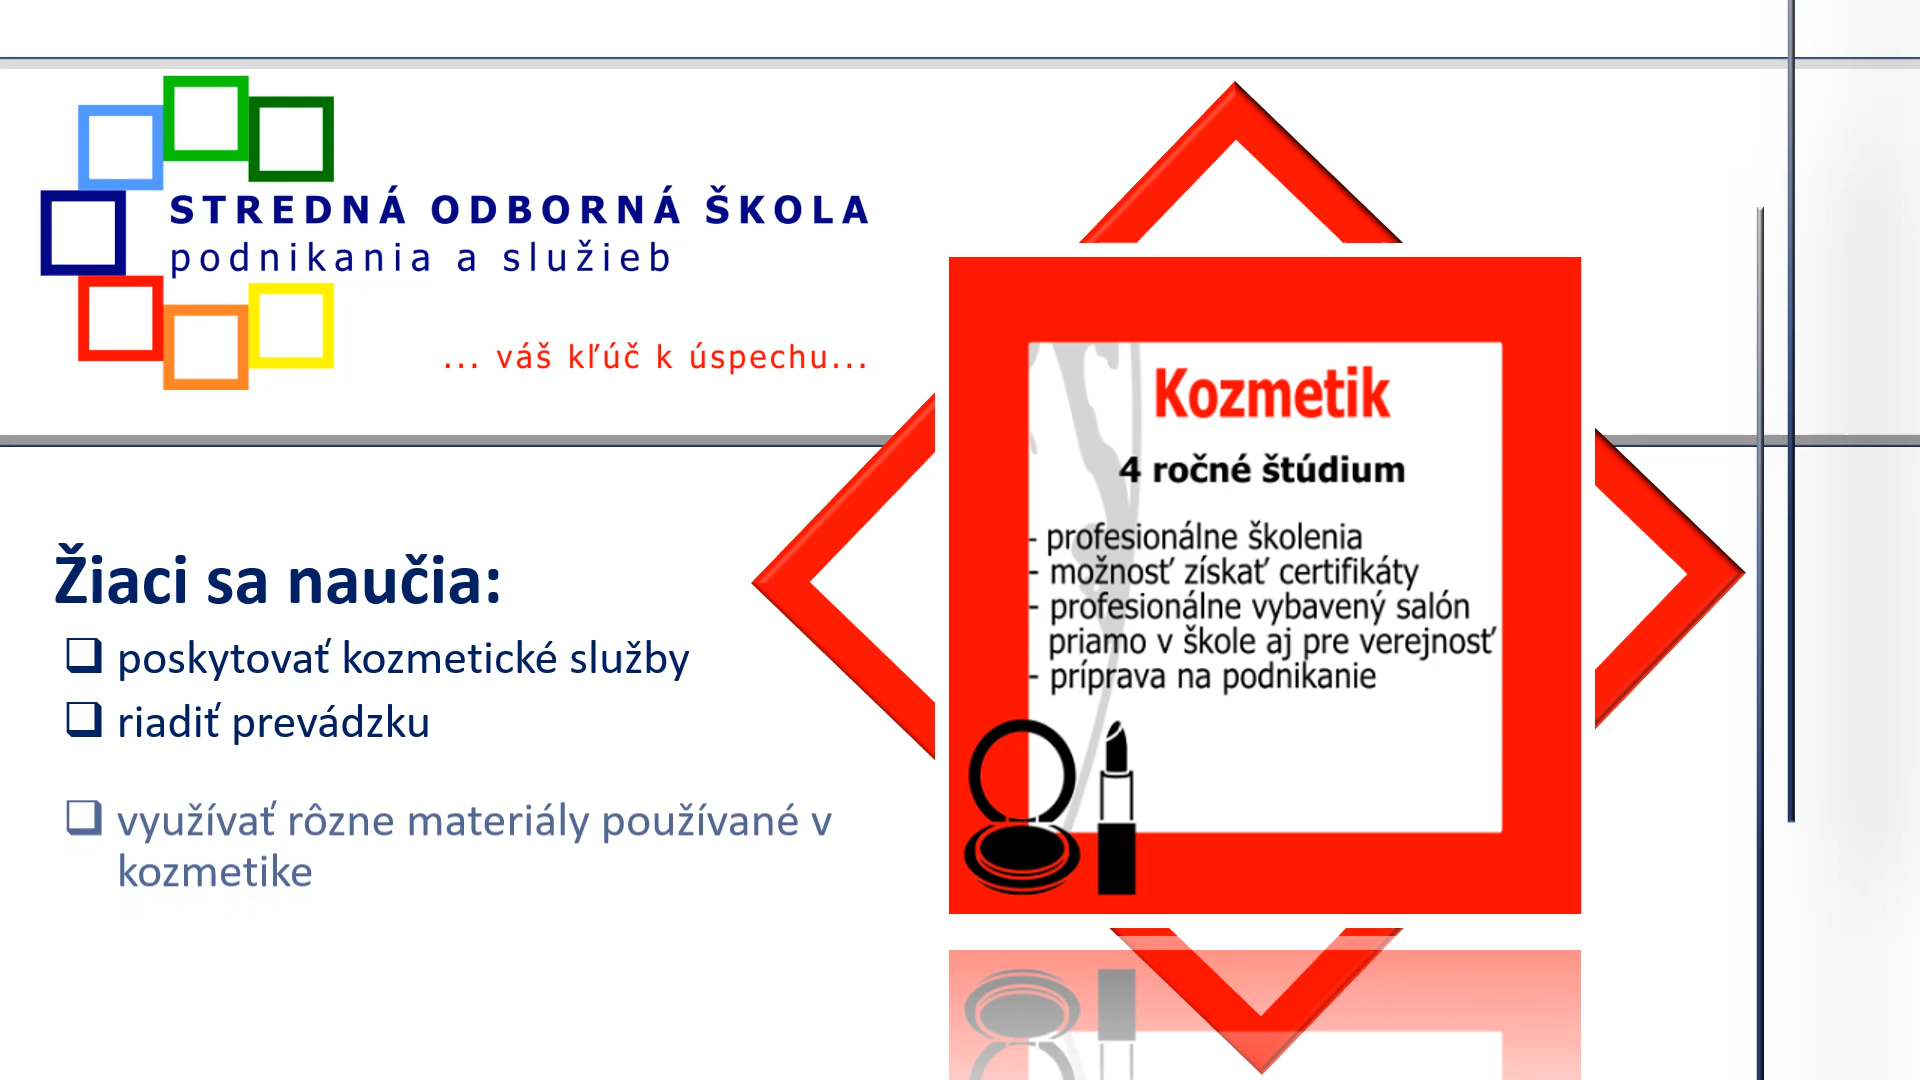 STREDNÁ ODBORNÁ ŠKOLA
podnikania a služieb
... váš kľúč k úspechu...
Žiaci sa naučia:
❑ poskytovať kozmetické služby
❑ riadiť prevádzku
❑ využívať rôzne materiály používané v
kozmetike
Kozmetik
4 ročné štúdium
- profesionálne školenia
- možnosť získať certifikáty
- profesionálne vybavený salón
priamo v škole aj pre verejnosť
- príprava na podnikanie